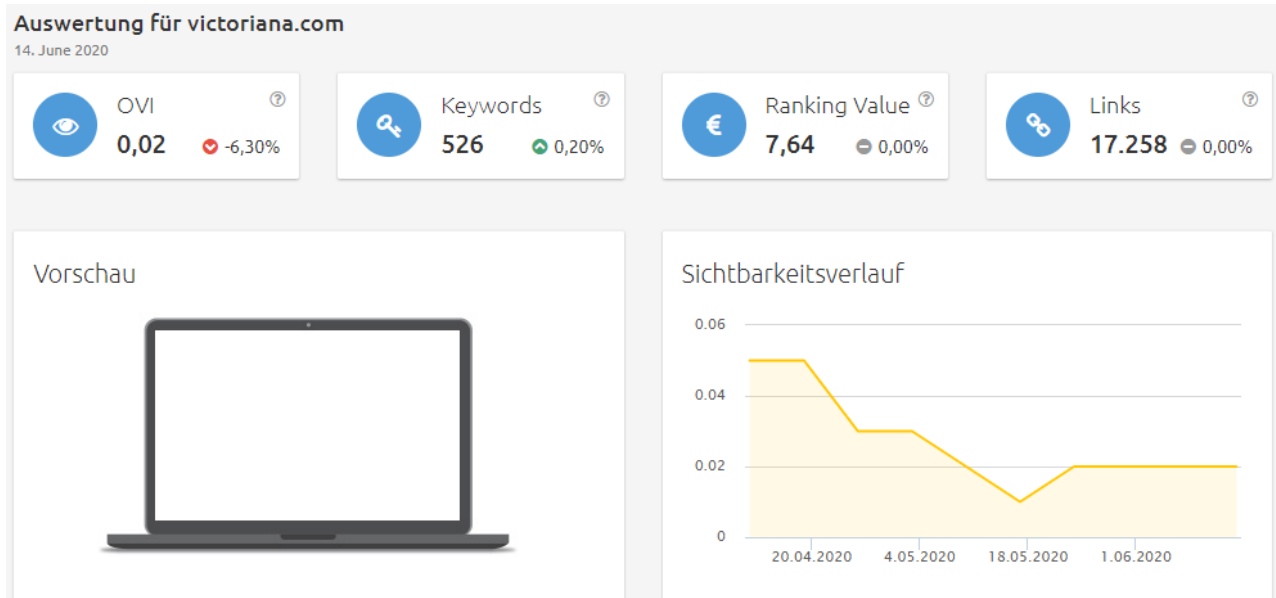 Auswertung für victoriana.com
14. June 2020
OVI
0,02 -6,30%
Keywords
526 0,20%
Ranking Value
7,64 0,00%
Links
17.258 0,00%
Vorschau
Sichtbarkeitsverlauf
0.06
0.04
0.02
0
20.04.2020 4.05.2020 18.05.2020 1.06.2020